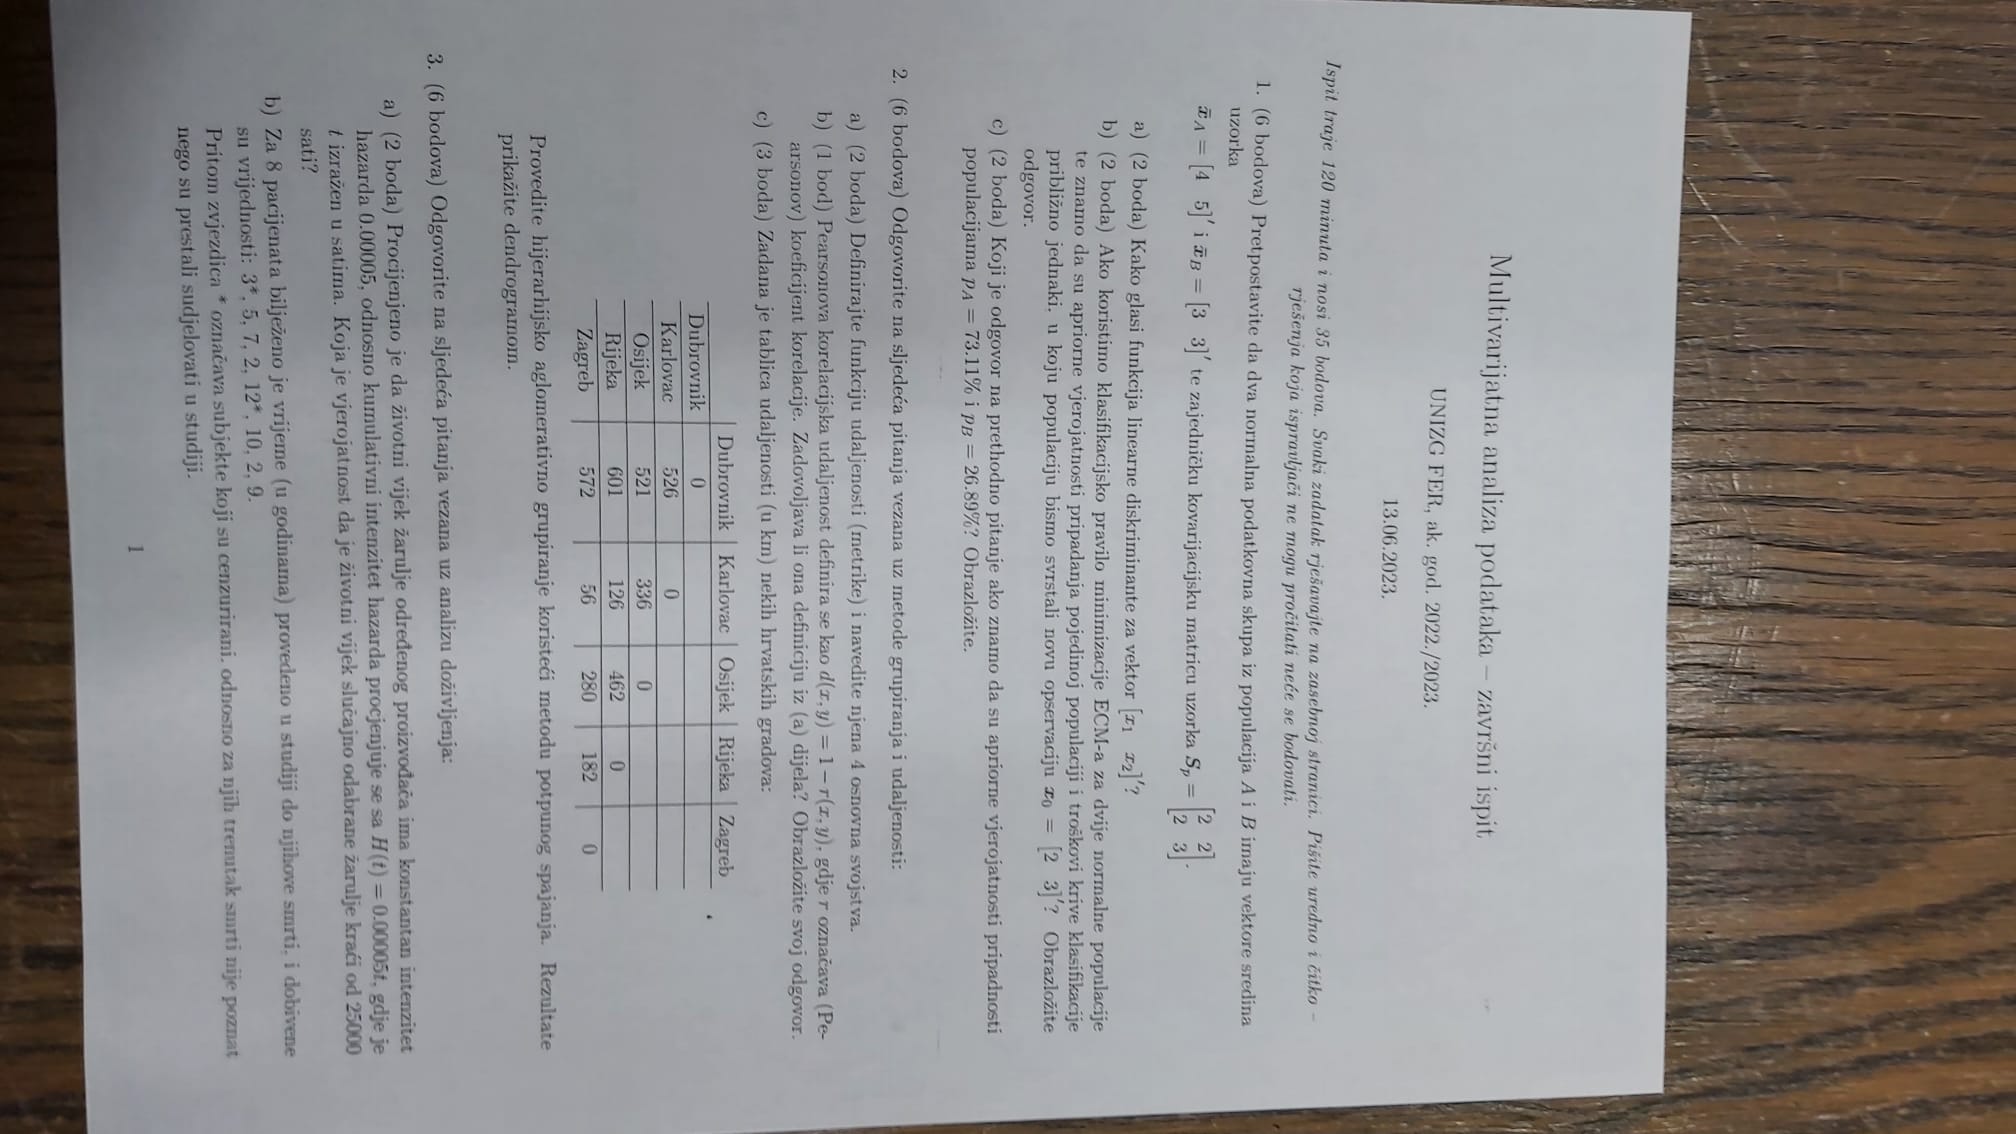 Multivarijatna analiza podataka – završni ispit
UNIZG FER, ak. god. 2022./2023.
13.06.2023.
Ispit traje 120 minuta i nosi 35 bodova. Svaki zadatak rješavajte na zasebnoj stranici. Pišite uredno i čitko –
rješenja koja ispravljači ne mogu pročitati neće se bodovati.
1. (6 bodova) Pretpostavite da dva normalna podatkovna skupa iz populacija A i B imaju vektore sredina
uzorka
x̄_A = [4 5]′ i x̄_B = [3 3]′ te zajedničku kovarijacijsku matricu uzorka S_p = [2 2; 2 3].
a) (2 boda) Kako glasi funkcija linearne diskriminante za vektor [x₁ x₂]′?
b) (2 boda) Ako koristimo klasifikacijsko pravilo minimizacije ECM-a za dvije normalne populacije
te znamo da su apriorne vjerojatnosti pripadanja pojedinoj populaciji i troškovi krive klasifikacije
približno jednaki, u koju populaciju bismo svrstali novu opservaciju x₀ = [2 3]′? Obrazložite
odgovor.
c) (2 boda) Koji je odgovor na prethodno pitanje ako znamo da su apriorne vjerojatnosti pripadnosti
populacijama p_A = 73.11% i p_B = 26.89%? Obrazložite.
2. (6 bodova) Odgovorite na sljedeća pitanja vezana uz metode grupiranja i udaljenosti:
a) (2 boda) Definirajte funkciju udaljenosti (metrike) i navedite njena 4 osnovna svojstva.
b) (1 bod) Pearsonova korelacijska udaljenost definira se kao d(x, y) = 1 − r(x, y), gdje r označava (Pe-
arsonov) koeficijent korelacije. Zadovoljava li ona definiciju iz (a) dijela? Obrazložite svoj odgovor.
c) (3 boda) Zadana je tablica udaljenosti (u km) nekih hrvatskih gradova:
Dubrovnik Karlovac Osijek Rijeka Zagreb
Dubrovnik 0
Karlovac 526 0
Osijek 521 336 0
Rijeka 601 126 462 0
Zagreb 572 56 280 182 0
Provedite hijerarhijsko aglomerativno grupiranje koristeći metodu potpunog spajanja. Rezultate
prikažite dendrogramom.
3. (6 bodova) Odgovorite na sljedeća pitanja vezana uz analizu doživljenja:
a) (2 boda) Procijenjeno je da životni vijek žarulje određenog proizvođača ima konstantan intenzitet
hazarda 0.00005, odnosno kumulativni intenzitet hazarda procjenjuje se sa H(t) = 0.00005t, gdje je
t izražen u satima. Koja je vjerojatnost da je životni vijek slučajno odabrane žarulje kraći od 25000
sati?
b) Za 8 pacijenata bilježeno je vrijeme (u godinama) provedeno u studiji do njihove smrti, i dobivene
su vrijednosti: 3*, 5, 7, 2, 12*, 10, 2, 9.
Pritom zvjezdica * označava subjekte koji su cenzurirani, odnosno za njih trenutak smrti nije poznat
nego su prestali sudjelovati u studiji.
1